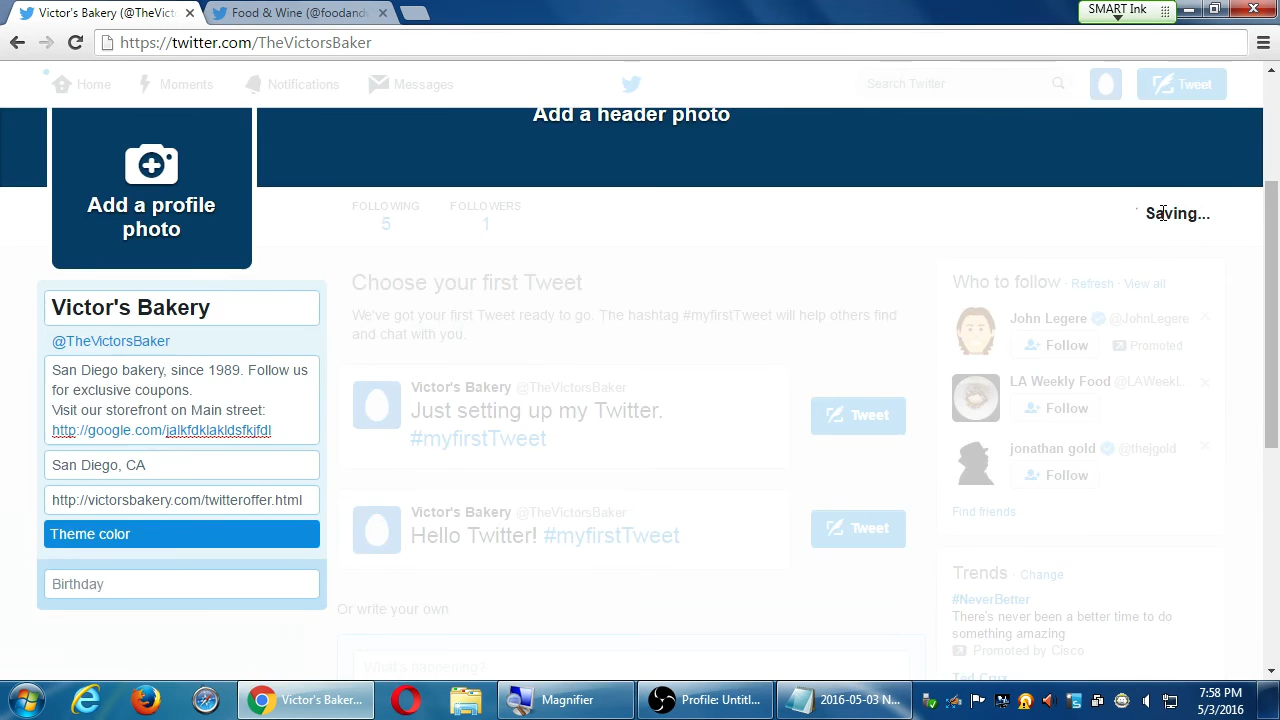 Victor's Bakery (@TheVict
Food & Wine (@foodand
SMART Ink
https://twitter.com/TheVictorsBaker
Home
Moments
Notifications
Messages
Search Twitter
Tweet
Add a header photo
Add a profile
photo
FOLLOWING
5
FOLLOWERS
1
Saving...
Victor's Bakery
@TheVictorsBaker
San Diego bakery, since 1989. Follow us
for exclusive coupons.
Visit our storefront on Main street:
http://google.com/jalkfdklakldsfkjfdl
San Diego, CA
http://victorsbakery.com/twitteroffer.html
Theme color
Birthday
Choose your first Tweet
We've got your first Tweet ready to go. The hashtag #myfirstTweet will help others find
and chat with you.
Victor's Bakery @TheVictorsBaker
Just setting up my Twitter.
#myfirstTweet
Tweet
Victor's Bakery @TheVictorsBaker
Hello Twitter! #myfirstTweet
Tweet
Or write your own
What's happening?
Who to follow · Refresh · View all
John Legere @JohnLegere
Follow
Promoted
LA Weekly Food @LAWeekL..
Follow
jonathan gold @thejgold
Follow
Find friends
Trends · Change
#NeverBetter
There's never been a better time to do
something amazing
Promoted by Cisco
Ted Cruz
Victor's Baker...
Magnifier
Profile: Untitl...
2016-05-03 N...
7:58 PM
5/3/2016